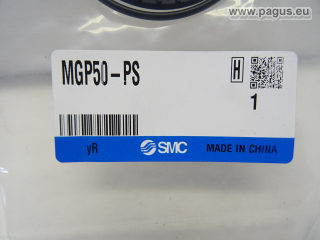 www.pagus.eu
MGP50-PS
H
1
yR
SMC
MADE IN CHINA